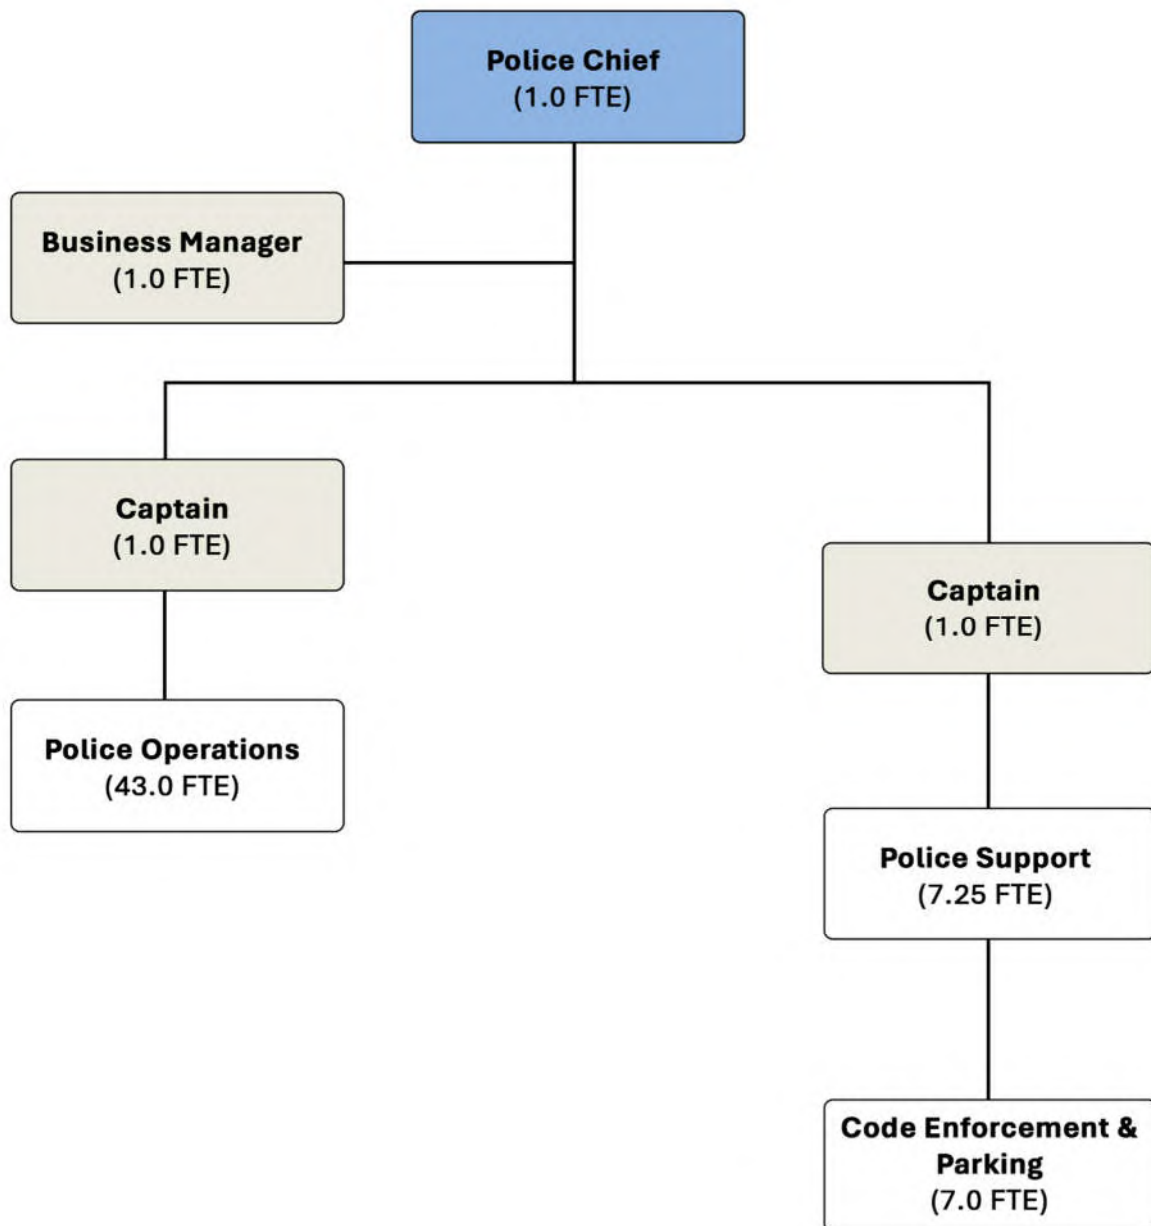 Police Chief
(1.0 FTE)
Business Manager
(1.0 FTE)
Captain
(1.0 FTE)
Captain
(1.0 FTE)
Police Operations
(43.0 FTE)
Police Support
(7.25 FTE)
Code Enforcement &
Parking
(7.0 FTE)